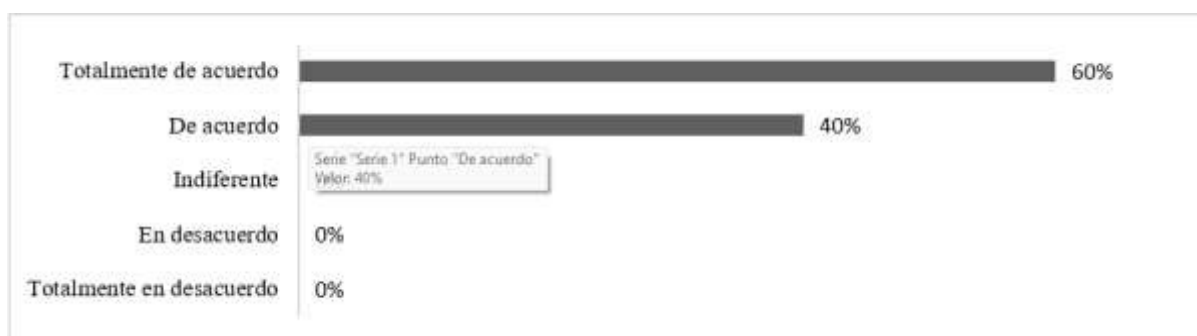 Totalmente de acuerdo 60%
De acuerdo 40%
Serie "Serie 1" Punto "De acuerdo"
Valor: 40%
Indiferente
En desacuerdo 0%
Totalmente en desacuerdo 0%